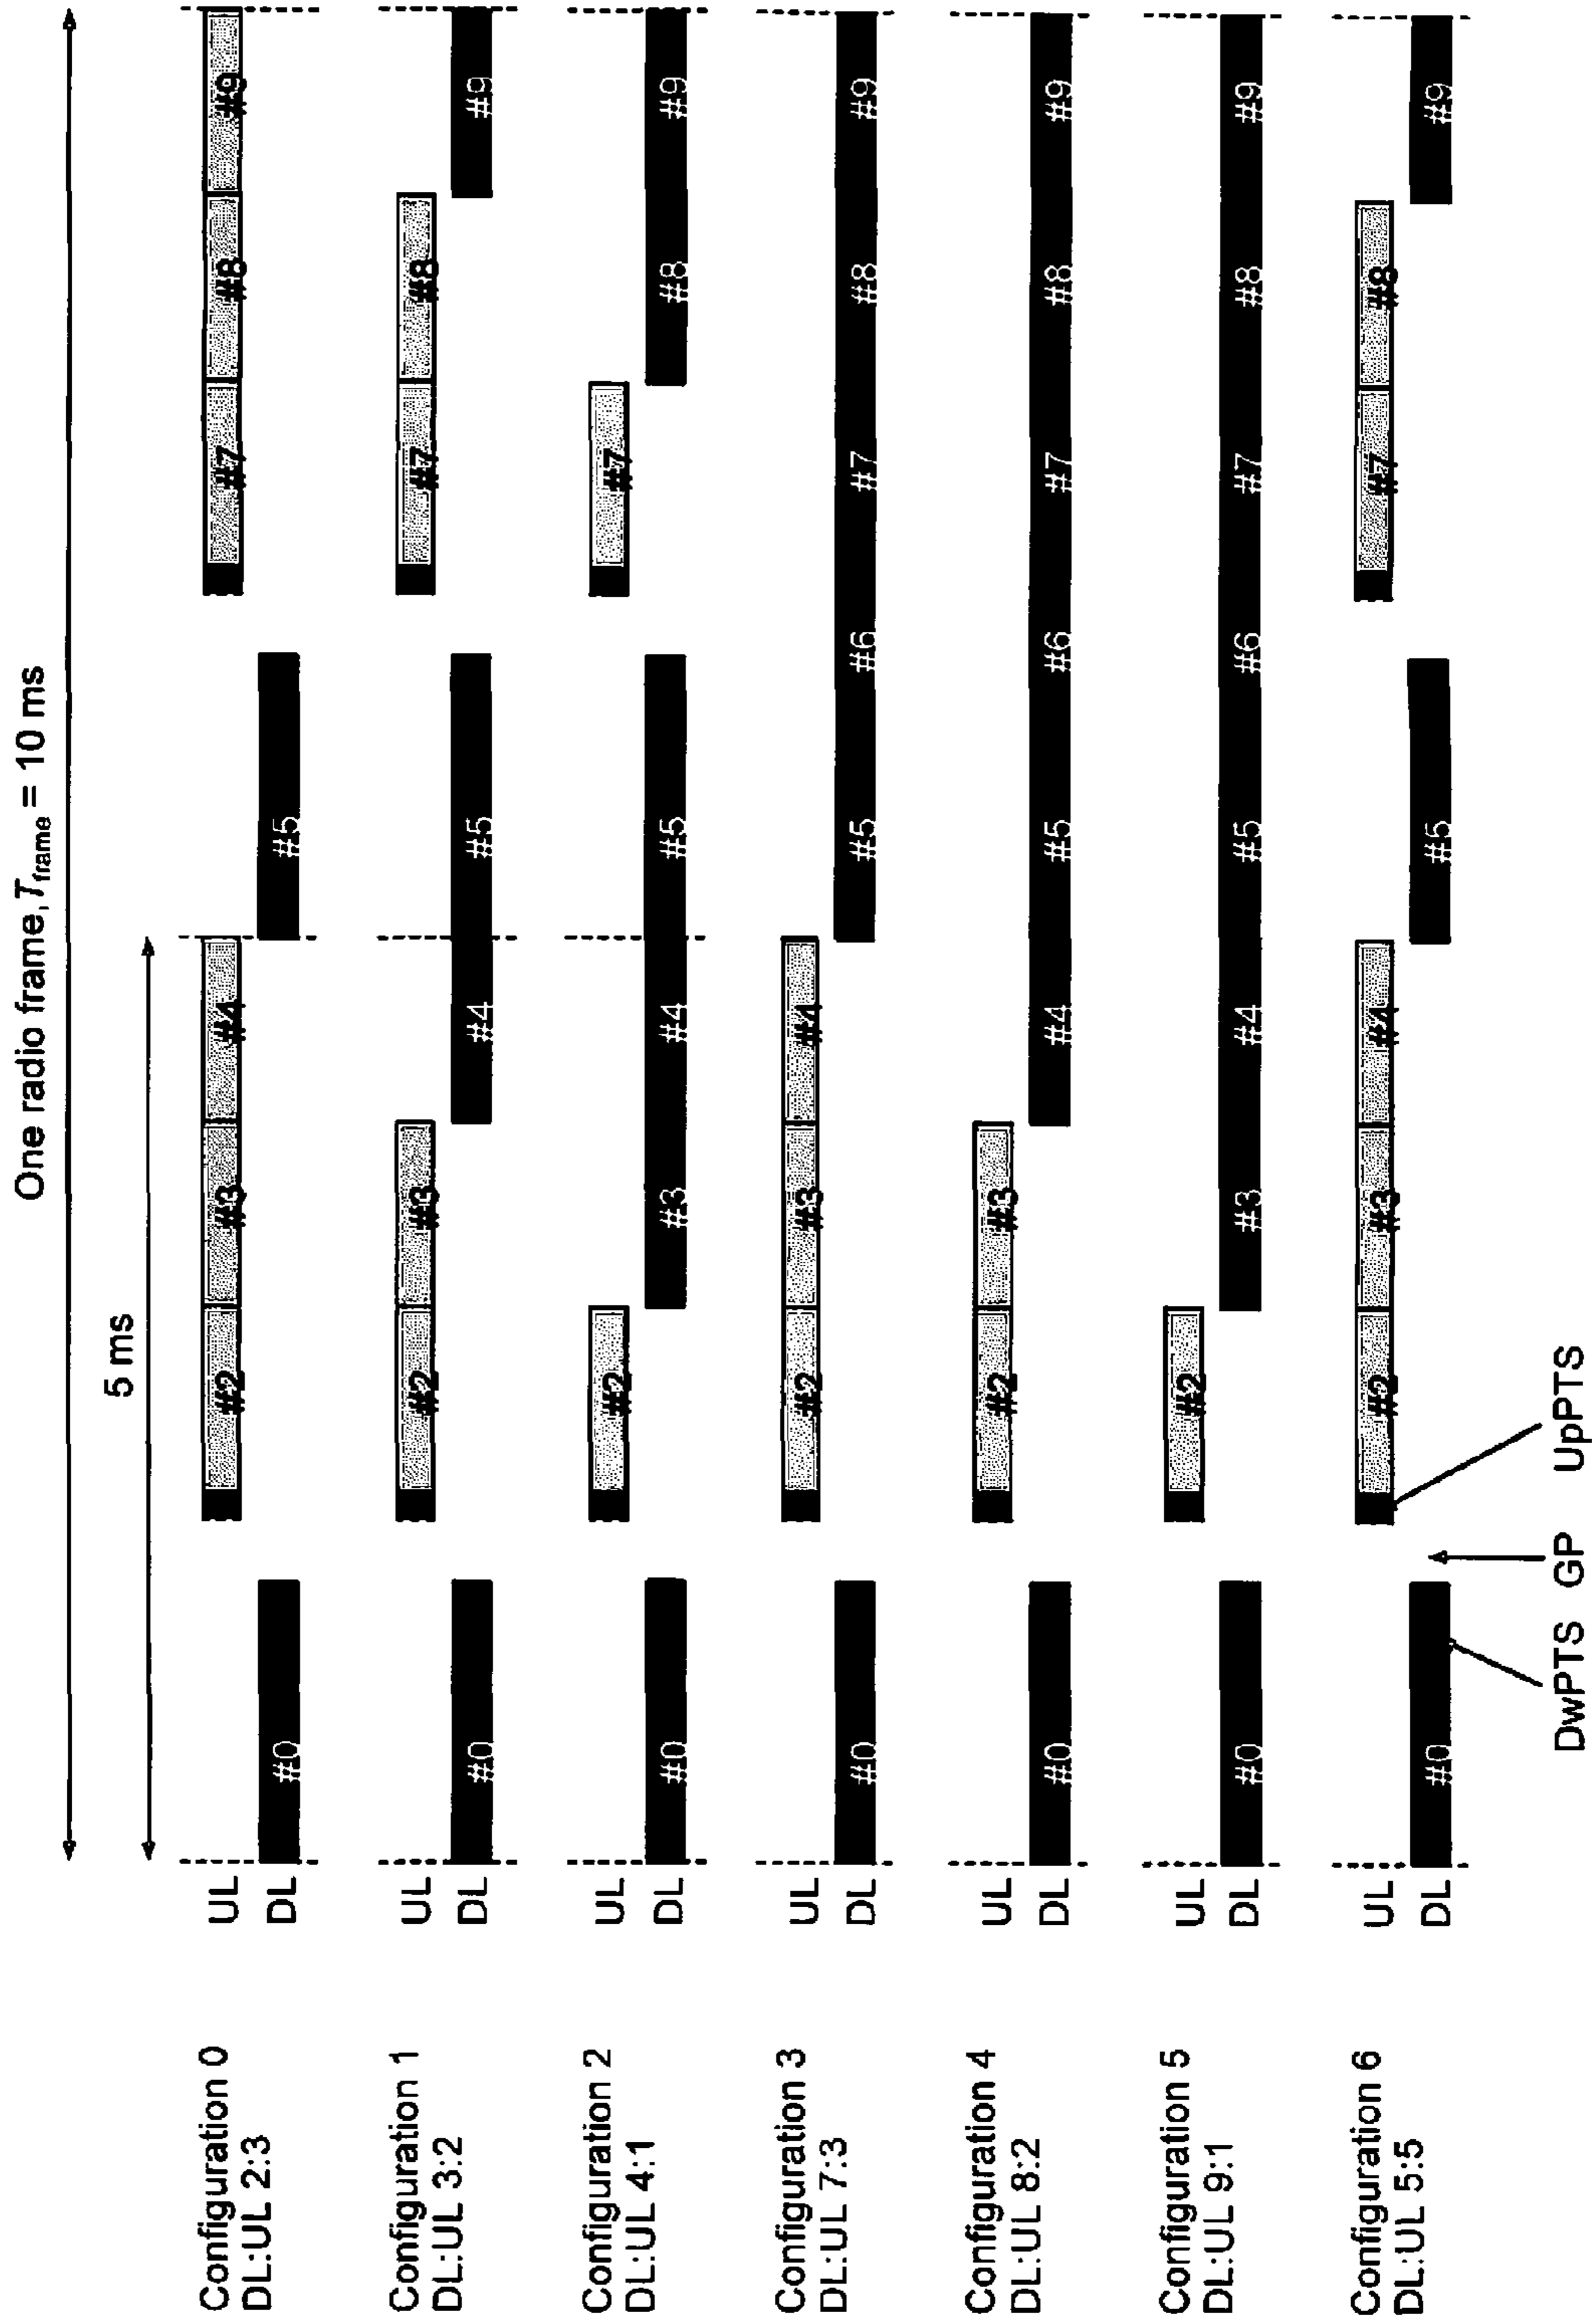 One radio frame, Tframe = 10 ms
5 ms
Configuration 0
DL:UL 2:3
UL
#2 #3 #4 #7 #8 #9
DL
#0 #5
Configuration 1
DL:UL 3:2
UL
#2 #3 #7 #8
DL
#0 #4 #5 #9
Configuration 2
DL:UL 4:1
UL
#2 #7
DL
#0 #3 #4 #5 #8 #9
Configuration 3
DL:UL 7:3
UL
#2 #3 #4
DL
#0 #5 #6 #7 #8 #9
Configuration 4
DL:UL 8:2
UL
#2 #3
DL
#0 #4 #5 #6 #7 #8 #9
Configuration 5
DL:UL 9:1
UL
#2
DL
#0 #3 #4 #5 #6 #7 #8 #9
Configuration 6
DL:UL 5:5
UL
#2 #3 #4 #7 #8
DL
#0 #5 #9
DwPTS GP UpPTS